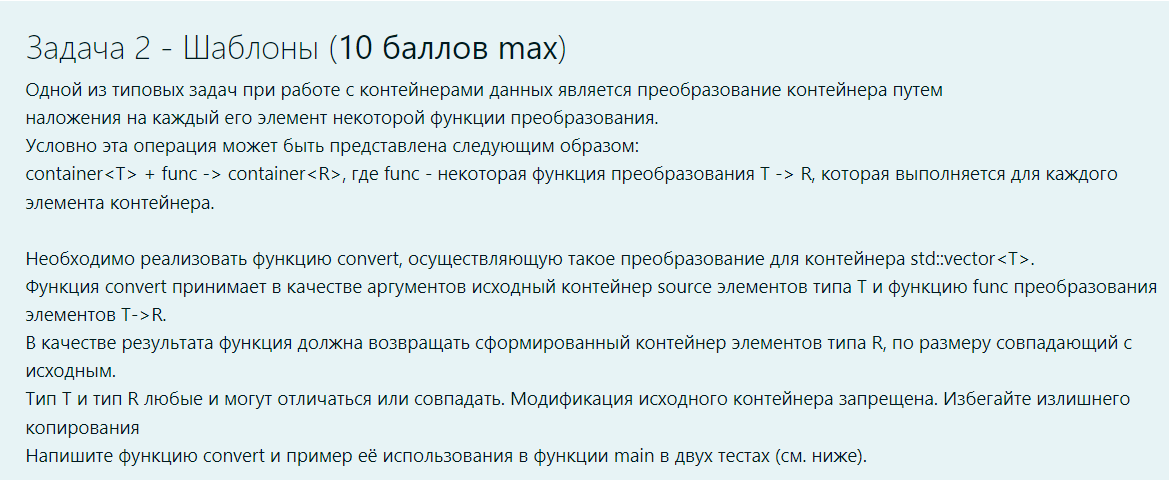 Задача 2 - Шаблоны (10 баллов max)
Одной из типовых задач при работе с контейнерами данных является преобразование контейнера путем
наложения на каждый его элемент некоторой функции преобразования.
Условно эта операция может быть представлена следующим образом:
container<T> + func -> container<R>, где func - некоторая функция преобразования T -> R, которая выполняется для каждого
элемента контейнера.
Необходимо реализовать функцию convert, осуществляющую такое преобразование для контейнера std::vector<T>.
Функция convert принимает в качестве аргументов исходный контейнер source элементов типа T и функцию func преобразования
элементов T->R.
В качестве результата функция должна возвращать сформированный контейнер элементов типа R, по размеру совпадающий с
исходным.
Тип T и тип R любые и могут отличаться или совпадать. Модификация исходного контейнера запрещена. Избегайте излишнего
копирования
Напишите функцию convert и пример её использования в функции main в двух тестах (см. ниже).